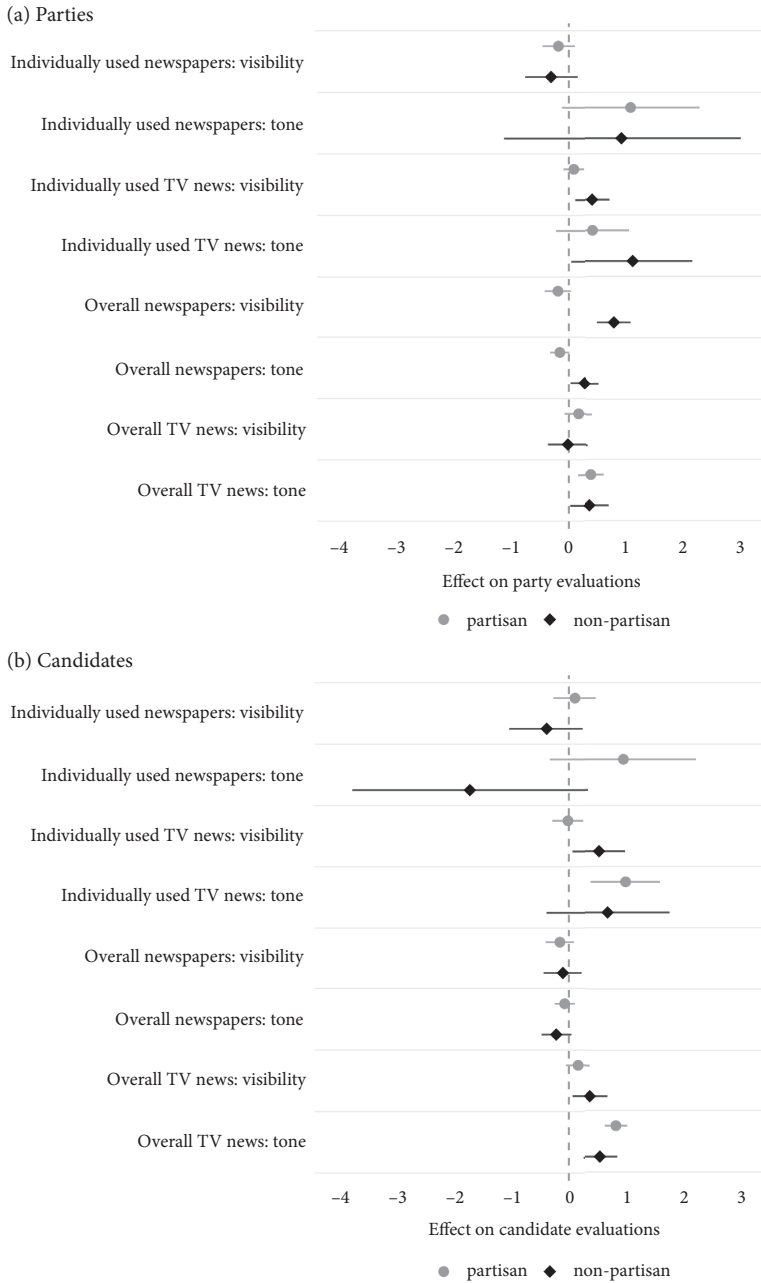 (a) Parties
Individually used newspapers: visibility
Individually used newspapers: tone
Individually used TV news: visibility
Individually used TV news: tone
Overall newspapers: visibility
Overall newspapers: tone
Overall TV news: visibility
Overall TV news: tone
–4 –3 –2 –1 0 1 2 3
Effect on party evaluations
partisan non-partisan
(b) Candidates
Individually used newspapers: visibility
Individually used newspapers: tone
Individually used TV news: visibility
Individually used TV news: tone
Overall newspapers: visibility
Overall newspapers: tone
Overall TV news: visibility
Overall TV news: tone
–4 –3 –2 –1 0 1 2 3
Effect on candidate evaluations
partisan non-partisan